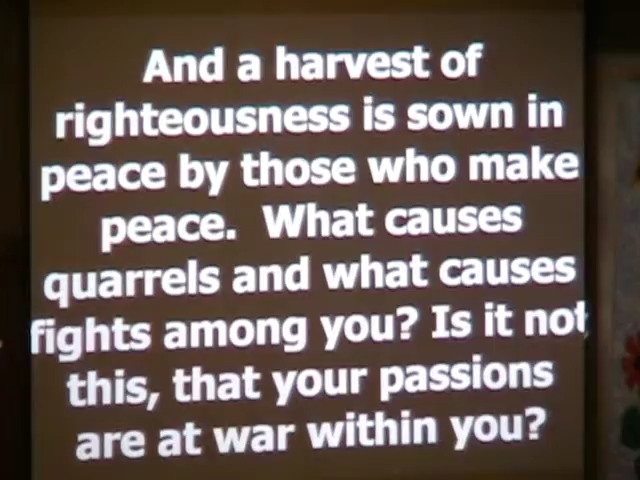 And a harvest of
righteousness is sown in
peace by those who make
peace.  What causes
quarrels and what causes
fights among you? Is it not
this, that your passions
are at war within you?